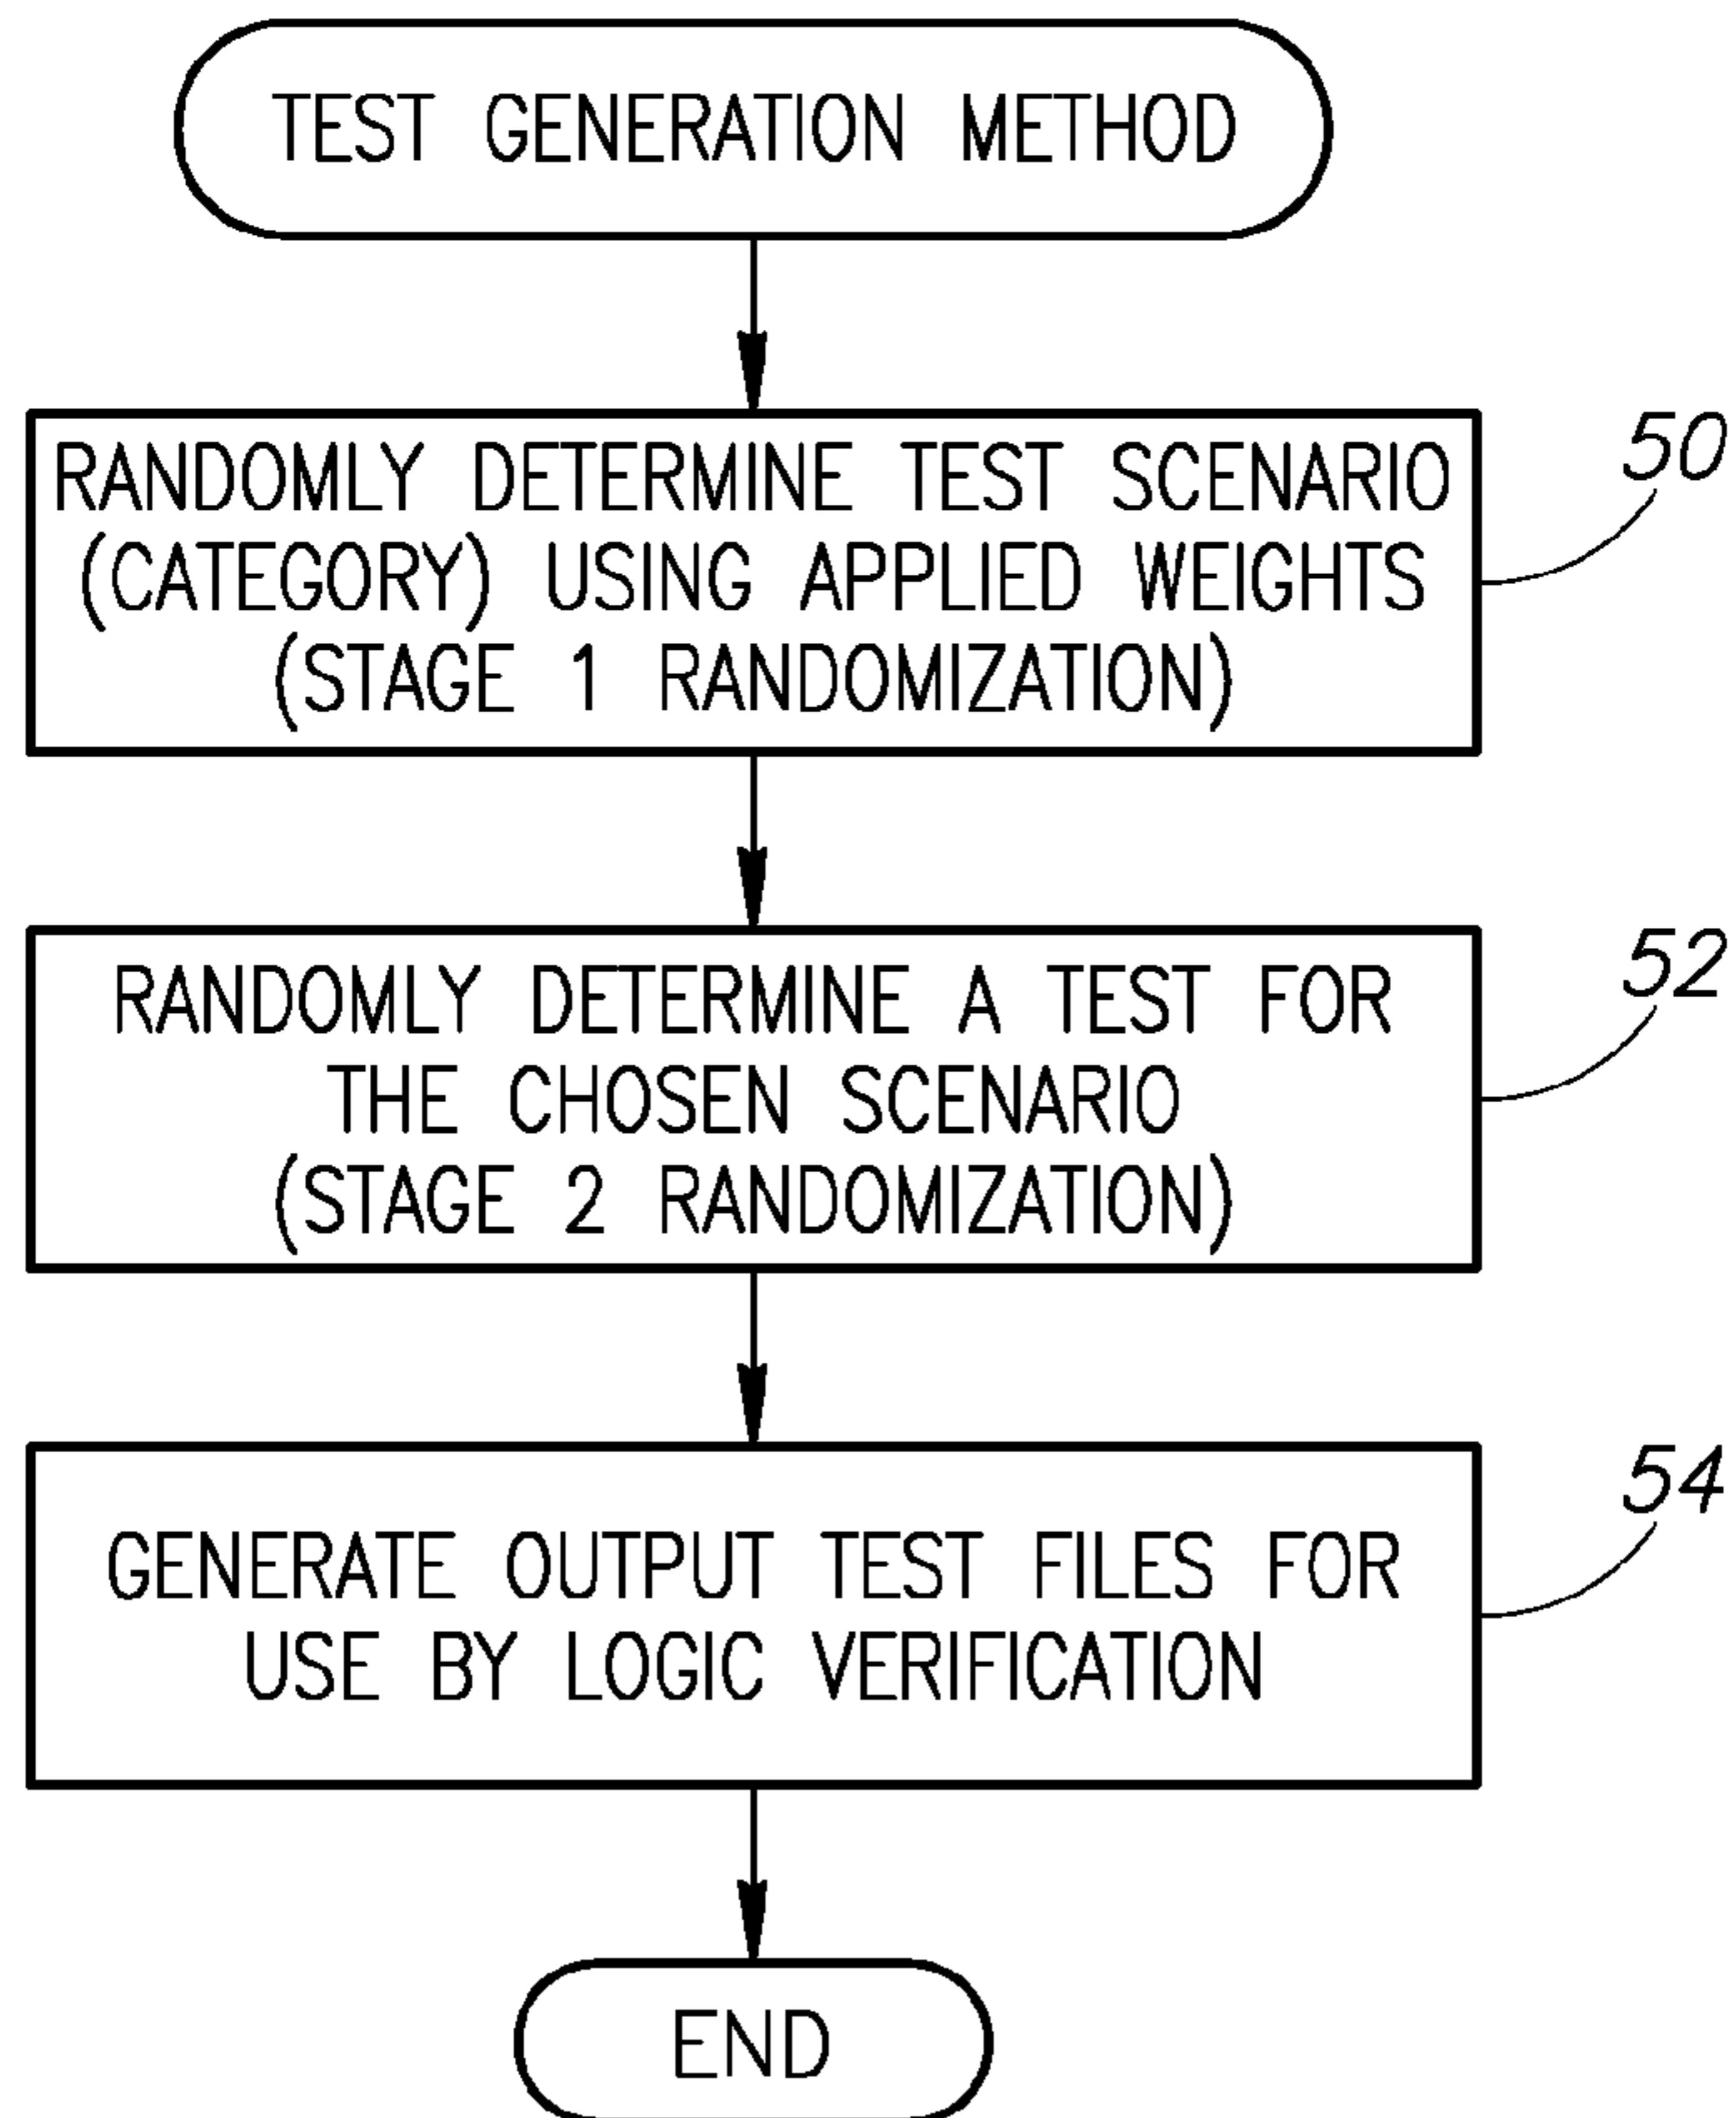 TEST GENERATION METHOD
RANDOMLY DETERMINE TEST SCENARIO
(CATEGORY) USING APPLIED WEIGHTS
(STAGE 1 RANDOMIZATION)
50
RANDOMLY DETERMINE A TEST FOR
THE CHOSEN SCENARIO
(STAGE 2 RANDOMIZATION)
52
GENERATE OUTPUT TEST FILES FOR
USE BY LOGIC VERIFICATION
54
END